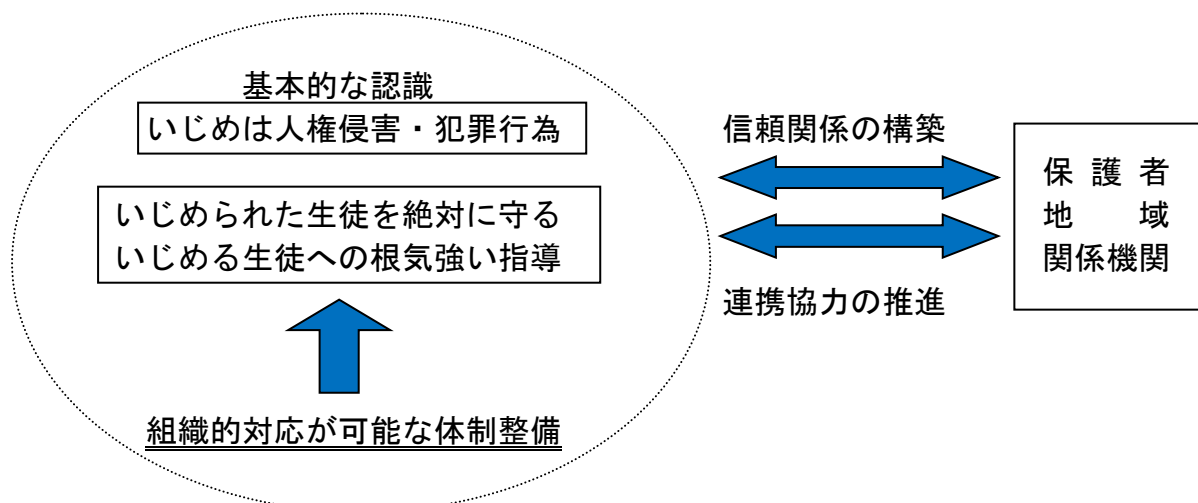 基本的な認識
いじめは人権侵害・犯罪行為
いじめられた生徒を絶対に守る
いじめる生徒への根気強い指導
組織的対応が可能な体制整備
信頼関係の構築
連携協力の推進
保護者
地域
関係機関